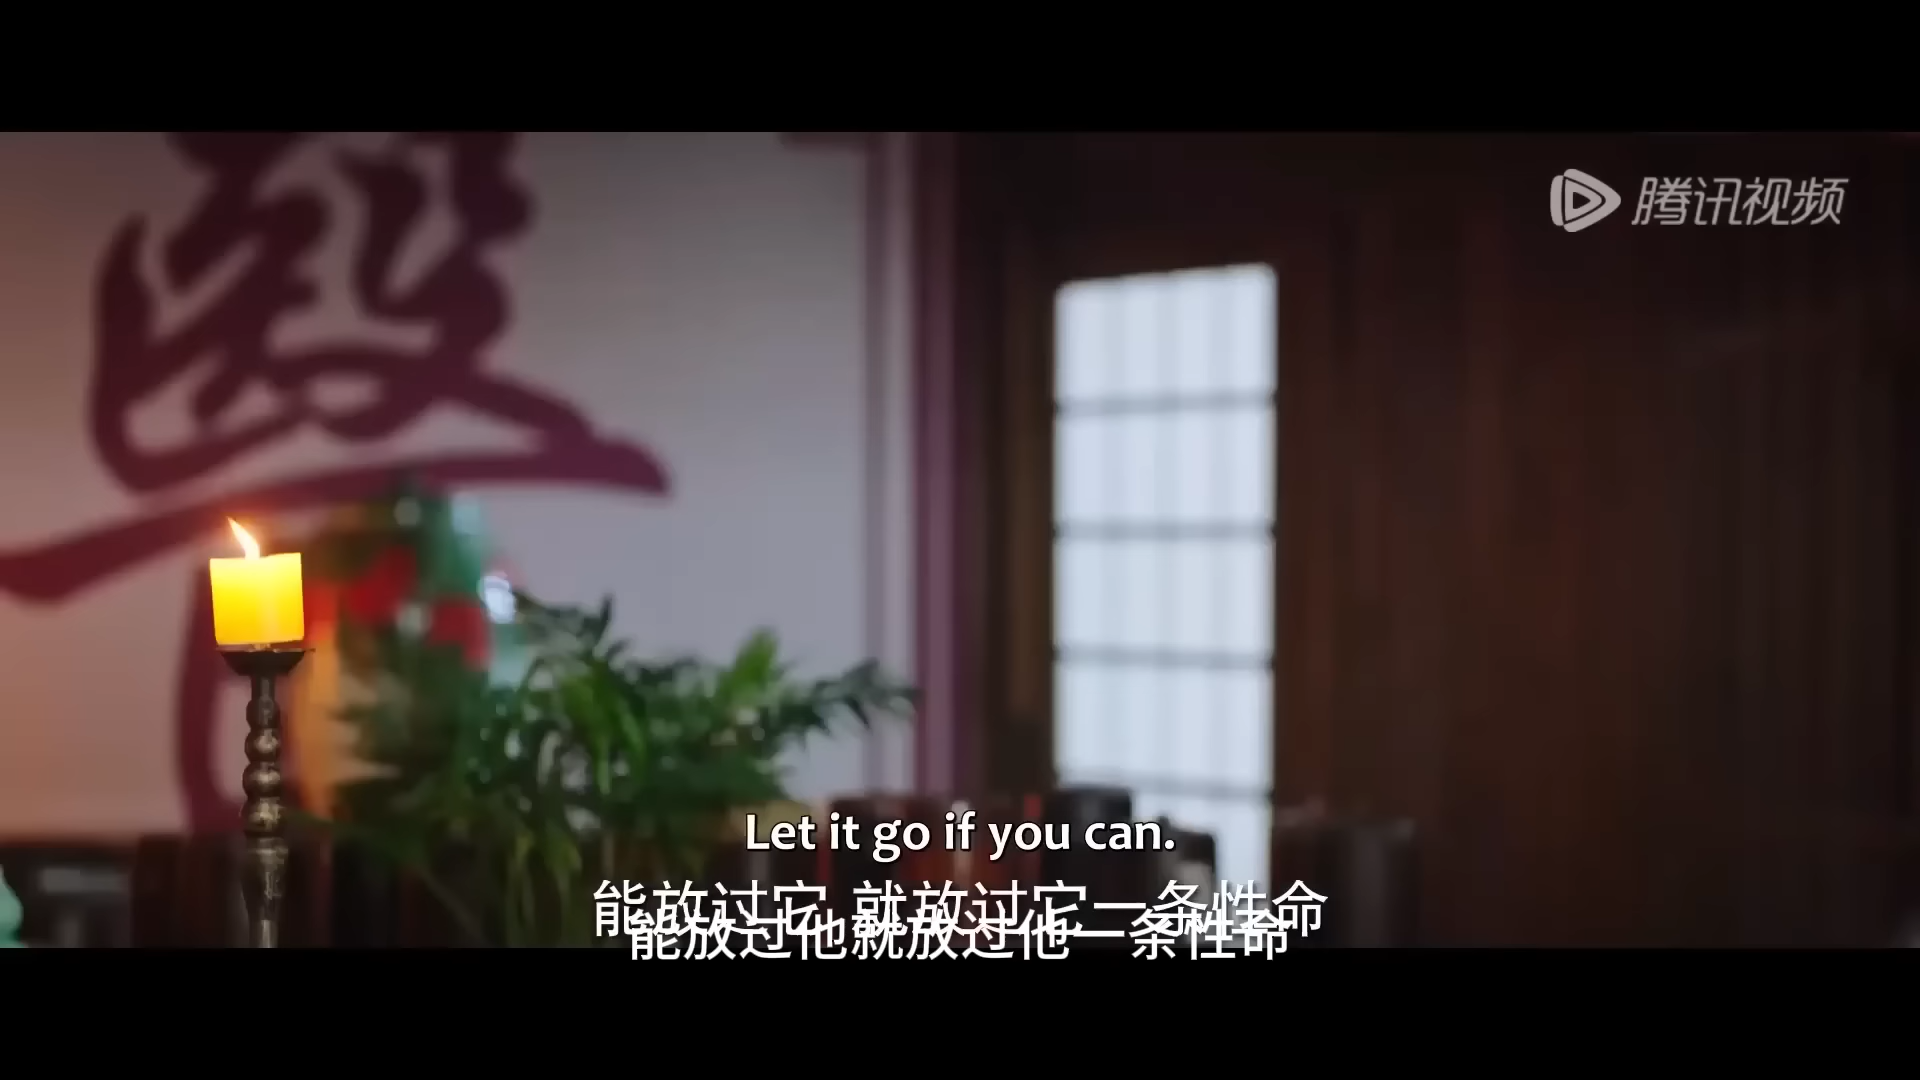 腾讯视频
Let it go if you can.
能放过它 就放过它一条性命
能放过他就放过他一条性命